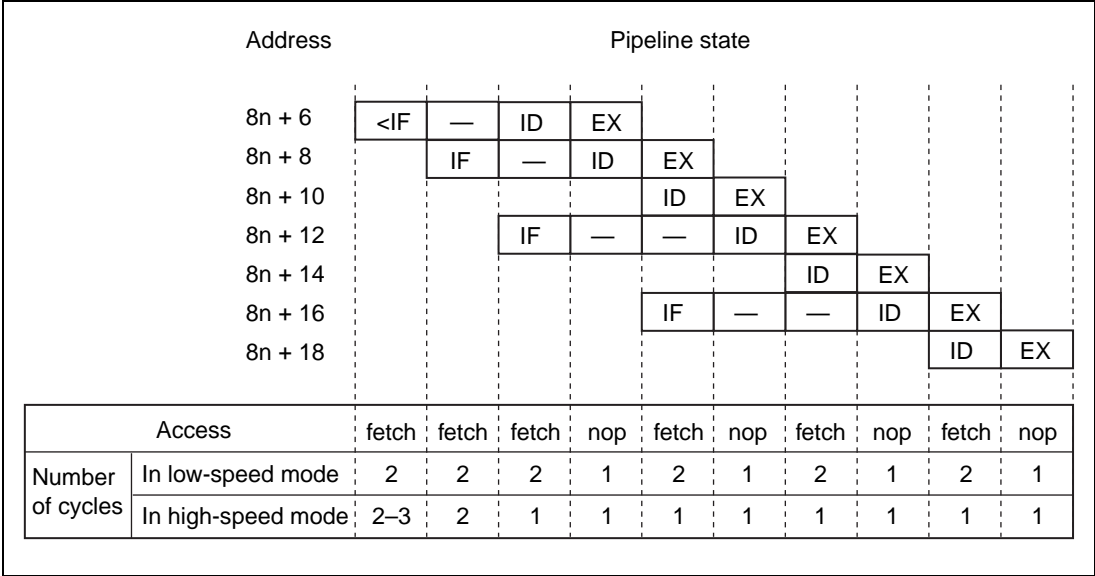 Address Pipeline state
8n + 6 <IF — ID EX
8n + 8 IF — ID EX
8n + 10 ID EX
8n + 12 IF — — ID EX
8n + 14 ID EX
8n + 16 IF — — ID EX
8n + 18 ID EX
Access fetch fetch fetch nop fetch nop fetch nop fetch nop
Number of cycles In low-speed mode 2 2 2 1 2 1 2 1 2 1
In high-speed mode 2–3 2 1 1 1 1 1 1 1 1